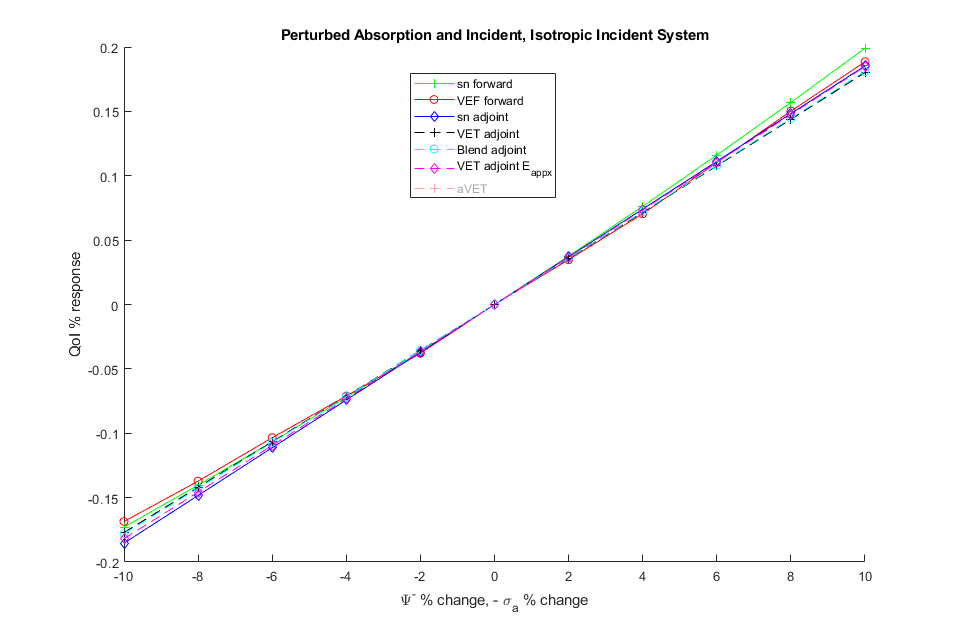 Perturbed Absorption and Incident, Isotropic Incident System
sn forward
VEF forward
sn adjoint
VET adjoint
Blend adjoint
VET adjoint E_appx
aVET
QoI % response
0.2
0.15
0.1
0.05
0
-0.05
-0.1
-0.15
-0.2
-10 -8 -6 -4 -2 0 2 4 6 8 10
Ψ⁻ % change, - σₐ % change